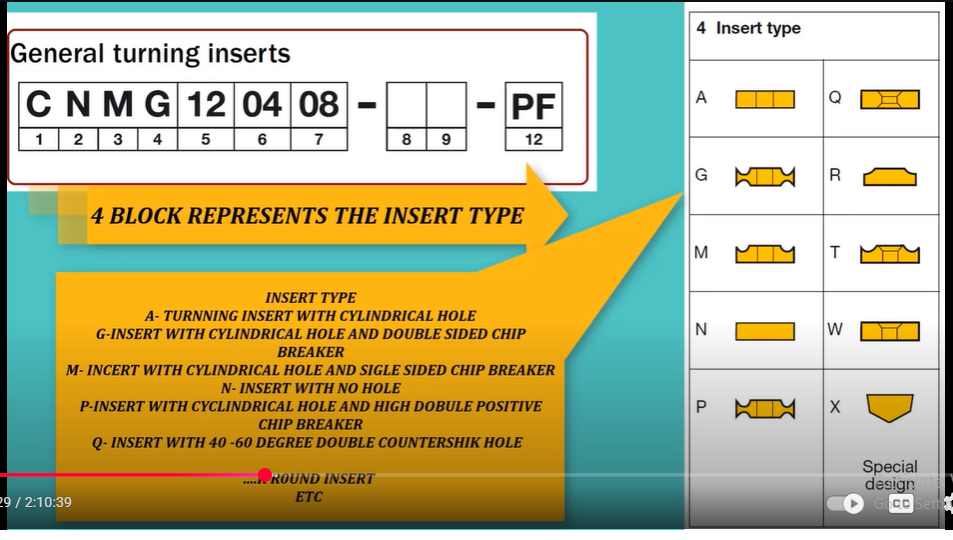 General turning inserts
C N M G 12 04 08 - - PF
1 2 3 4 5 6 7 8 9 12
4 BLOCK REPRESENTS THE INSERT TYPE
INSERT TYPE
A- TURNNING INSERT WITH CYLINDRICAL HOLE
G-INSERT WITH CYLINDRICAL HOLE AND DOUBLE SIDED CHIP
BREAKER
M- INCERT WITH CYLINDRICAL HOLE AND SIGLE SIDED CHIP BREAKER
N- INSERT WITH NO HOLE
P-INSERT WITH CYCLINDRICAL HOLE AND HIGH DOBULE POSITIVE
CHIP BREAKER
Q- INSERT WITH 40 -60 DEGREE DOUBLE COUNTERSHIK HOLE
ROUND INSERT
ETC
4 Insert type
A Q
G R
M T
N W
P X
Special
design
29 / 2:10:39
CC
Go to